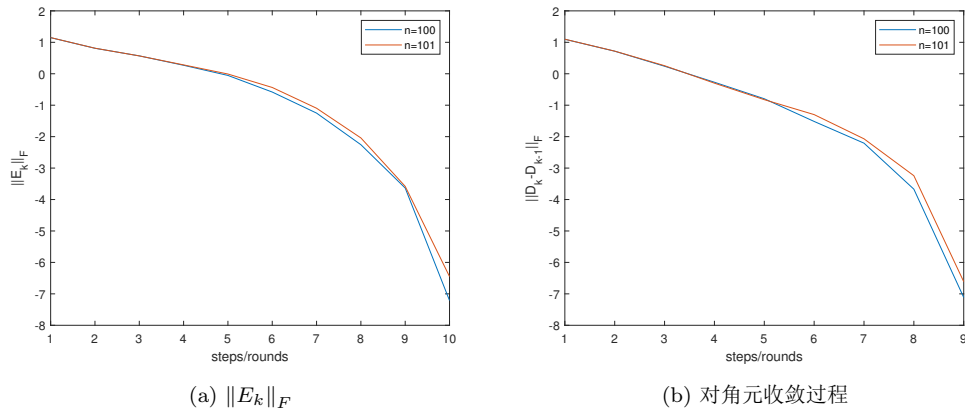 2
1
0
-1
-2
-3
-4
-5
-6
-7
-8
||E_k||_F
1 2 3 4 5 6 7 8 9 10
steps/rounds
n=100
n=101
(a) ‖E_k‖_F
2
1
0
-1
-2
-3
-4
-5
-6
-7
-8
||D_k-D_{k-1}||_F
1 2 3 4 5 6 7 8 9
steps/rounds
n=100
n=101
(b) 对角元收敛过程